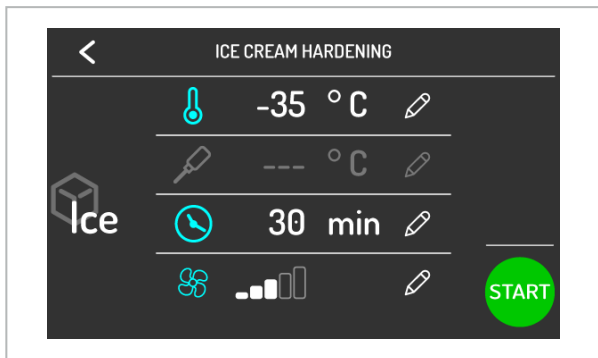 ICE CREAM HARDENING
-35 °C
--- °C
Ice
30 min
START